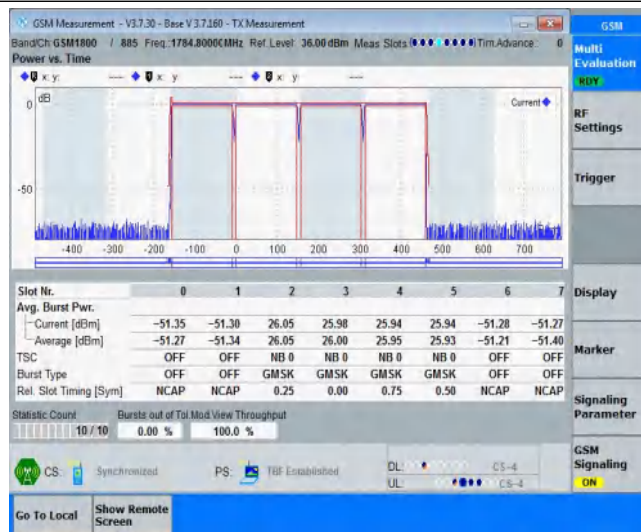 GSM Measurement - V3.7.30 - Base V 3.7.160 - TX Measurement
GSM
Band/Ch: GSM1800 / 885 Freq.: 1784.8000 MHz Ref. Level: 36.00 dBm Meas Slots Tim.Advance: 0
Power vs. Time
Multi Evaluation
RDY
x: y: --- x y --- x y ---
dB
Current
0
-50
-400 -300 -200 -100 0 100 200 300 400 500 600 700
RF Settings
Trigger
Slot Nr. 0 1 2 3 4 5 6 7
Display
Avg. Burst Pwr.
Current [dBm] -51.35 -51.30 26.05 25.98 25.94 25.94 -51.28 -51.27
Average [dBm] -51.27 -51.34 26.05 26.00 25.95 25.93 -51.21 -51.40
Marker
TSC OFF OFF NB 0 NB 0 NB 0 NB 0 OFF OFF
Burst Type OFF OFF GMSK GMSK GMSK GMSK OFF OFF
Rel. Slot Timing [Sym] NCAP NCAP 0.25 0.00 0.75 0.50 NCAP NCAP
Signaling Parameter
Statistic Count Bursts out of Tol. Mod.View Throughput
10 / 10 0.00 % 100.0 %
GSM Signaling
ON
CS: Synchronized PS: TBF Established DL: CS-4
UL: CS-4
Go To Local
Show Remote Screen